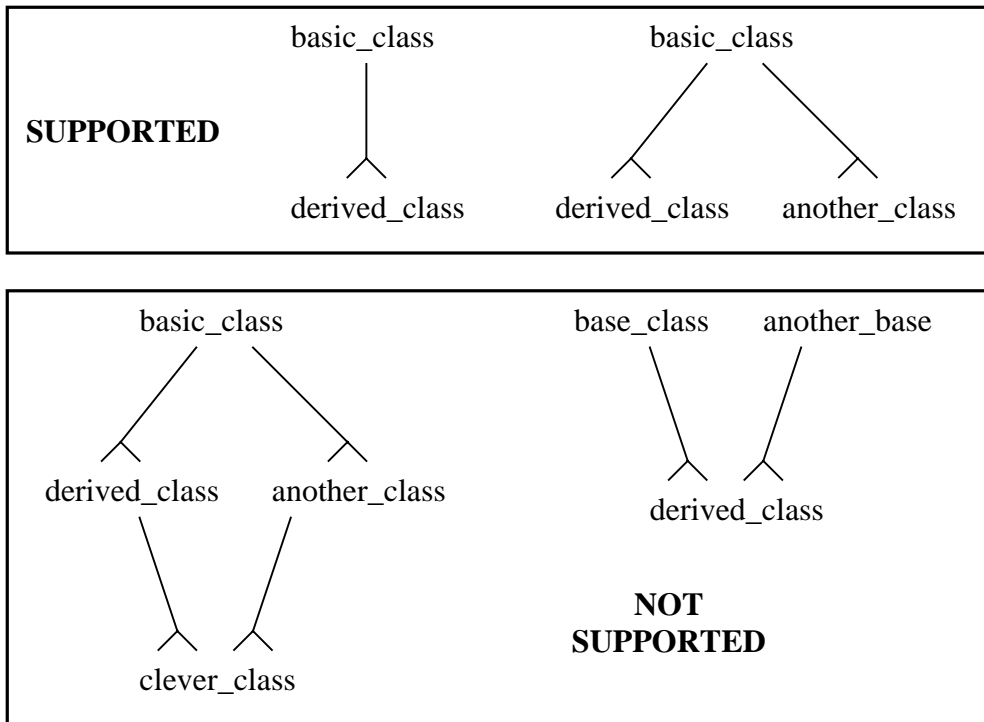 basic_class basic_class
SUPPORTED
derived_class derived_class another_class
basic_class base_class another_base
derived_class another_class
derived_class
NOT
SUPPORTED
clever_class